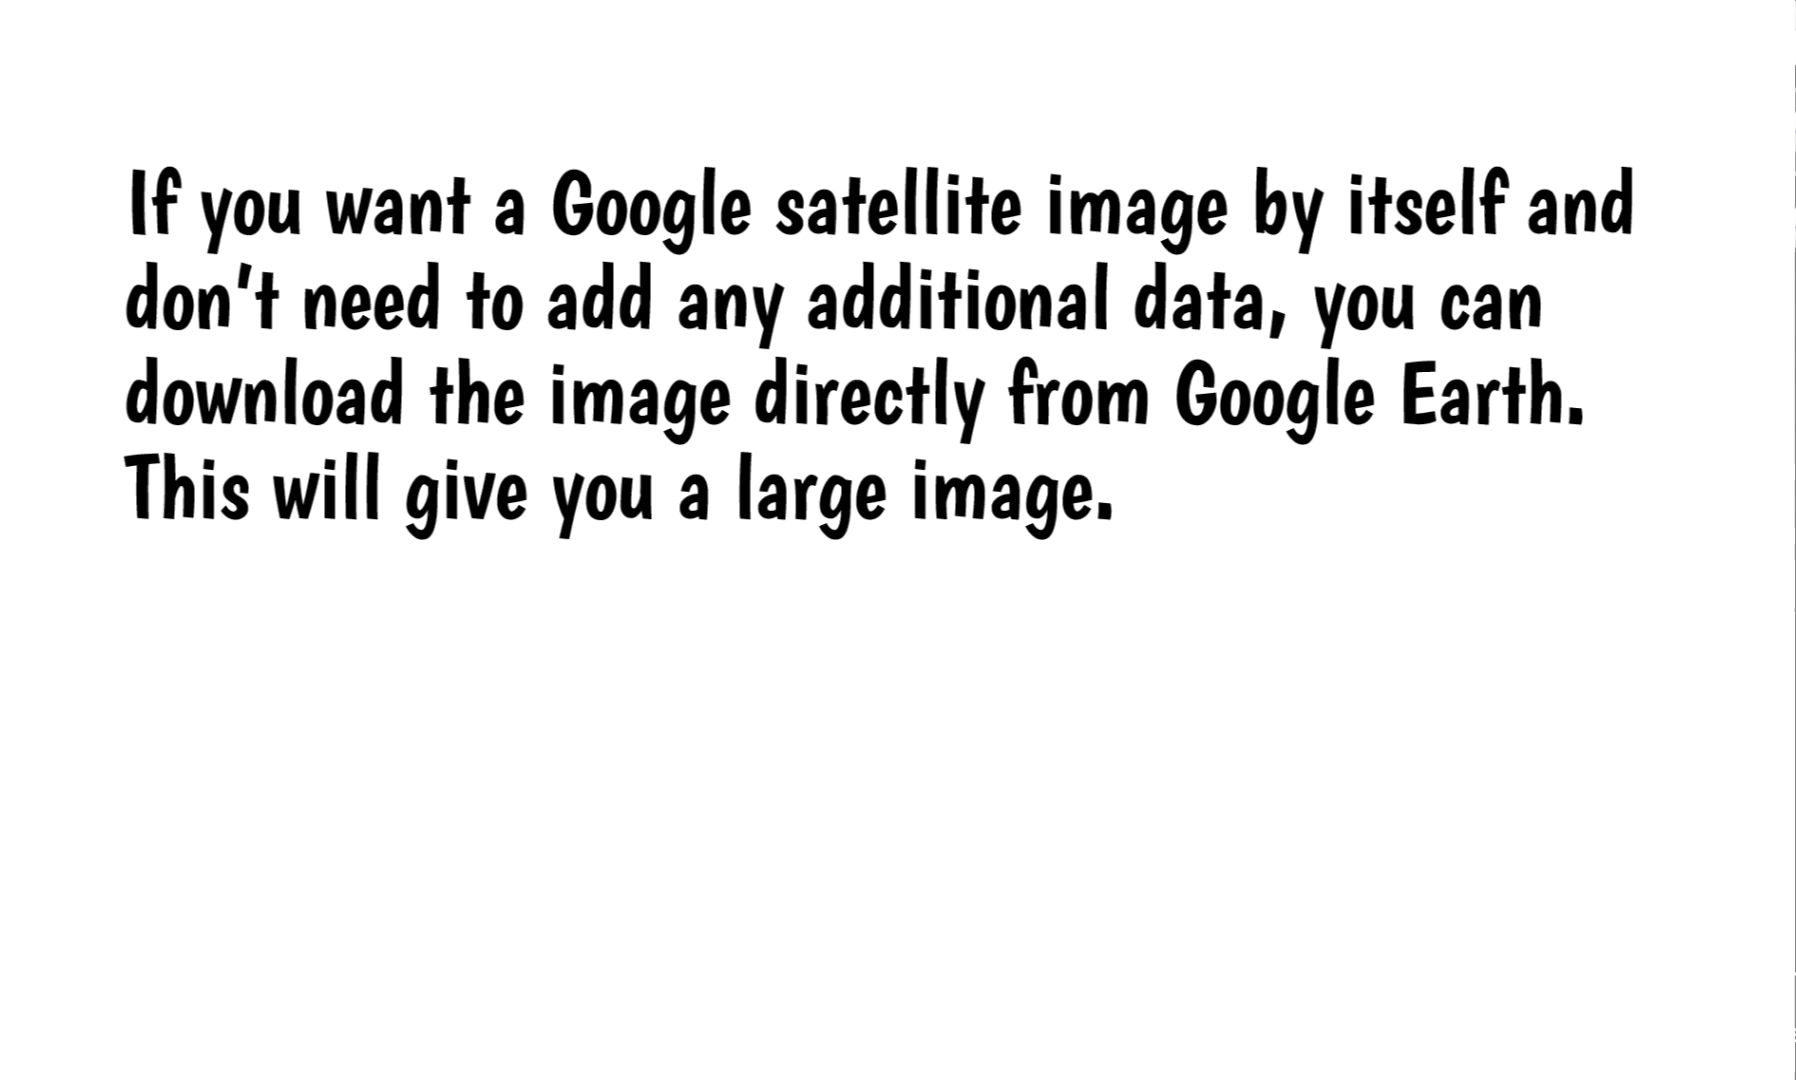 If you want a Google satellite image by itself and
don't need to add any additional data, you can
download the image directly from Google Earth.
This will give you a large image.